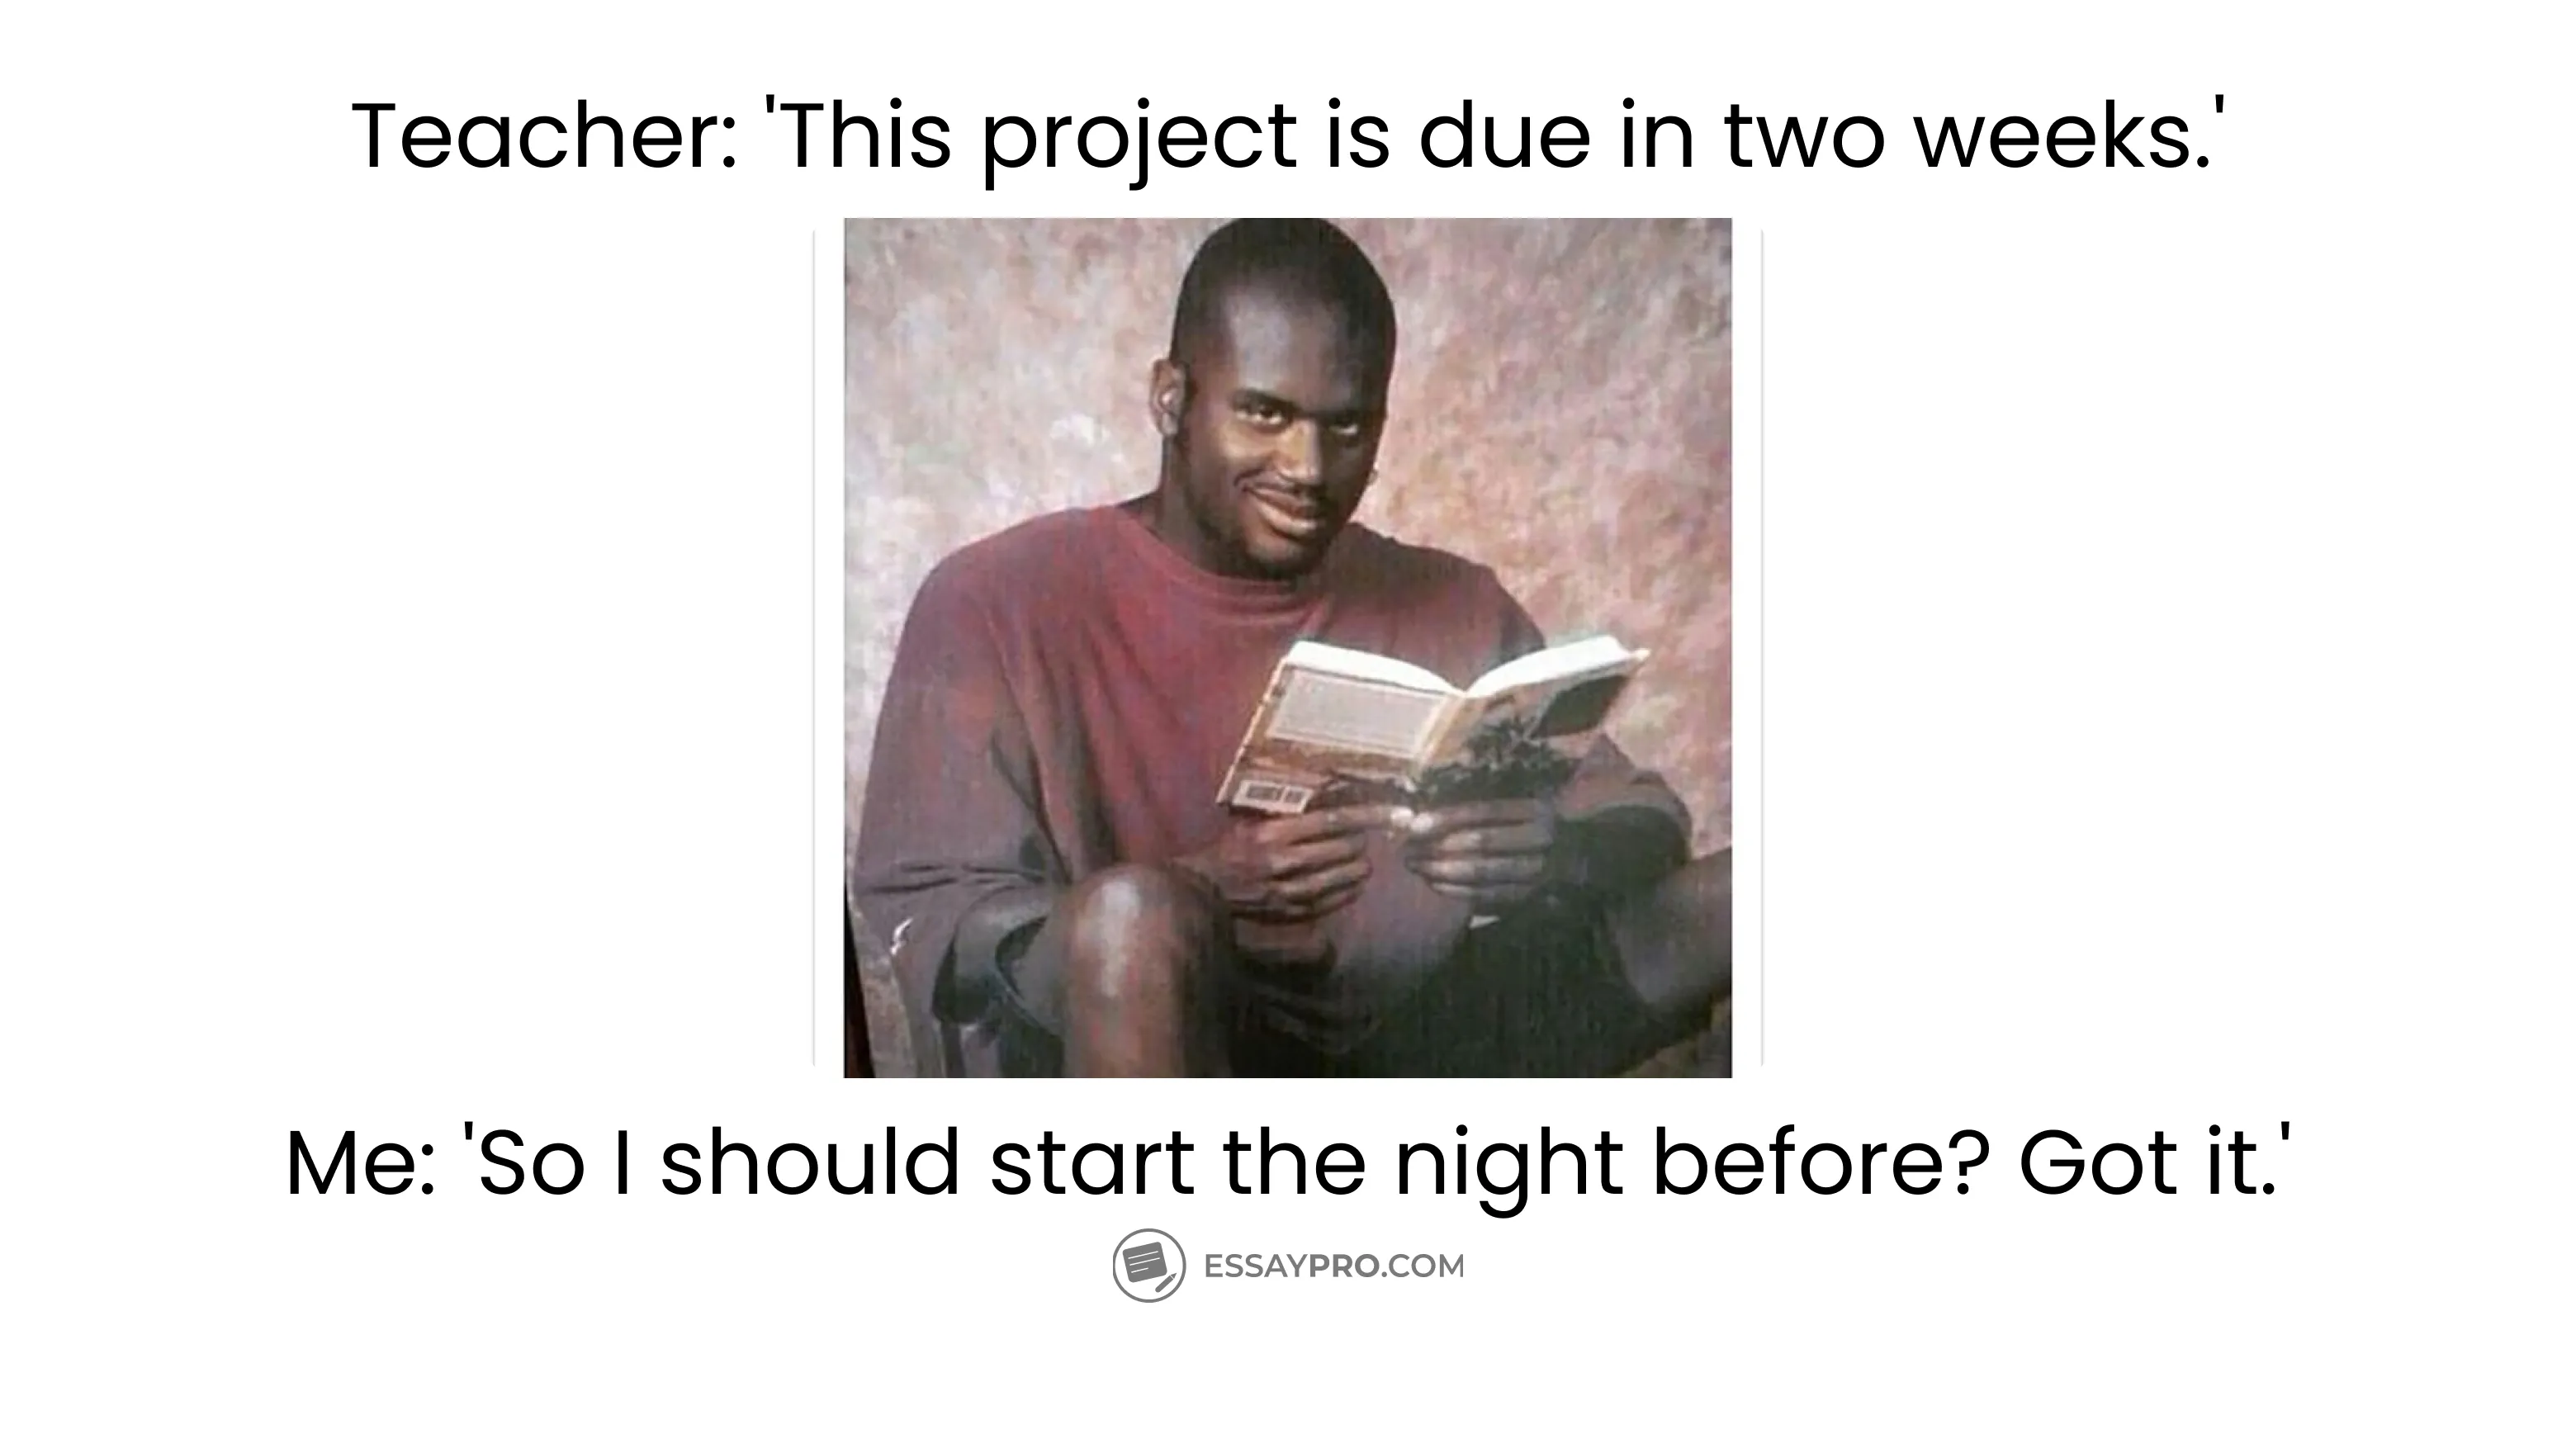 Teacher: 'This project is due in two weeks.'
Me: 'So I should start the night before? Got it.'
ESSAYPRO.COM